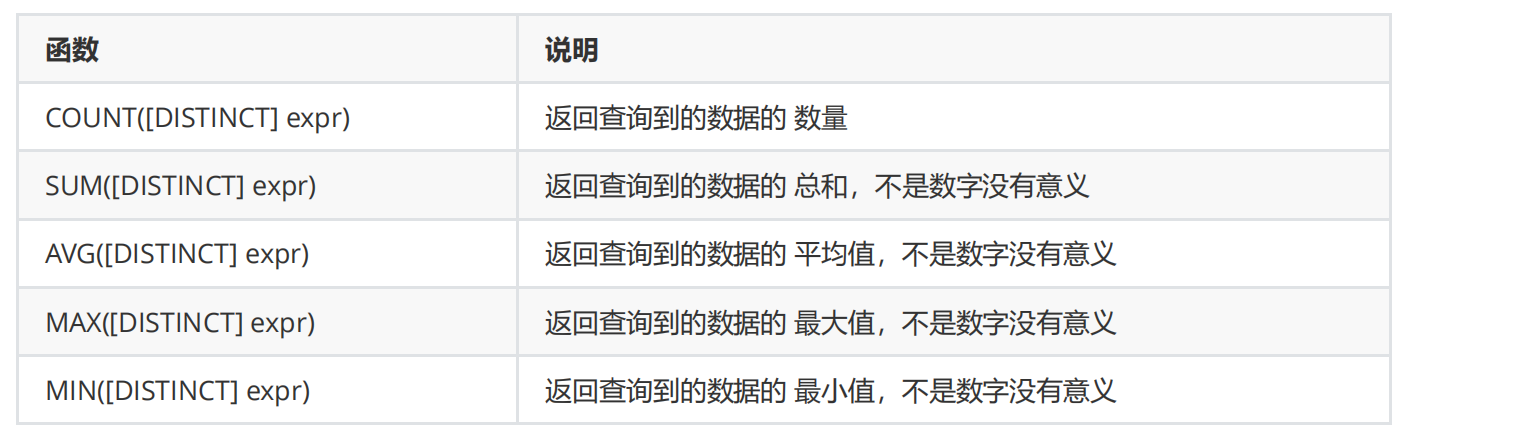 函数 说明
COUNT([DISTINCT] expr) 返回查询到的数据的 数量
SUM([DISTINCT] expr) 返回查询到的数据的 总和，不是数字没有意义
AVG([DISTINCT] expr) 返回查询到的数据的 平均值，不是数字没有意义
MAX([DISTINCT] expr) 返回查询到的数据的 最大值，不是数字没有意义
MIN([DISTINCT] expr) 返回查询到的数据的 最小值，不是数字没有意义